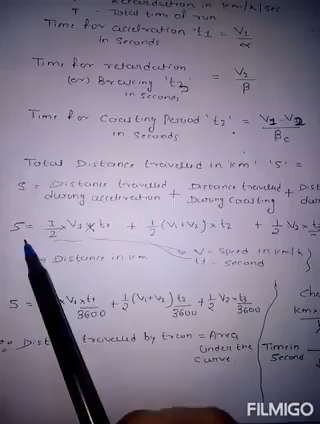 Retardation in km/h/sec
T - Total time of run
Time for accelration t1 = V1/α
in Seconds
Time for retardation = V2/β
(or) Braking 't3'
in seconds
Time for Coasting Period 't2' = V1-V2/βc
in Seconds
Total Distance travelled in km 'S' =
S = Distance travelled during acceleration + Distance travelled during Coasting +
S = 1/2 × V1 × t1 + 1/2 (V1+V2) × t2 + 1/2 V2 ×
V - Speed in km/h
t1 - Second
= Distance in km
S = V1 × t1/3600 + 1/2 (V1+V2) t2/3600 + 1/2 V2 × t3/3600
Distance travelled by train = Area
Under the
Curve.
Time in
Second
FILMIGO